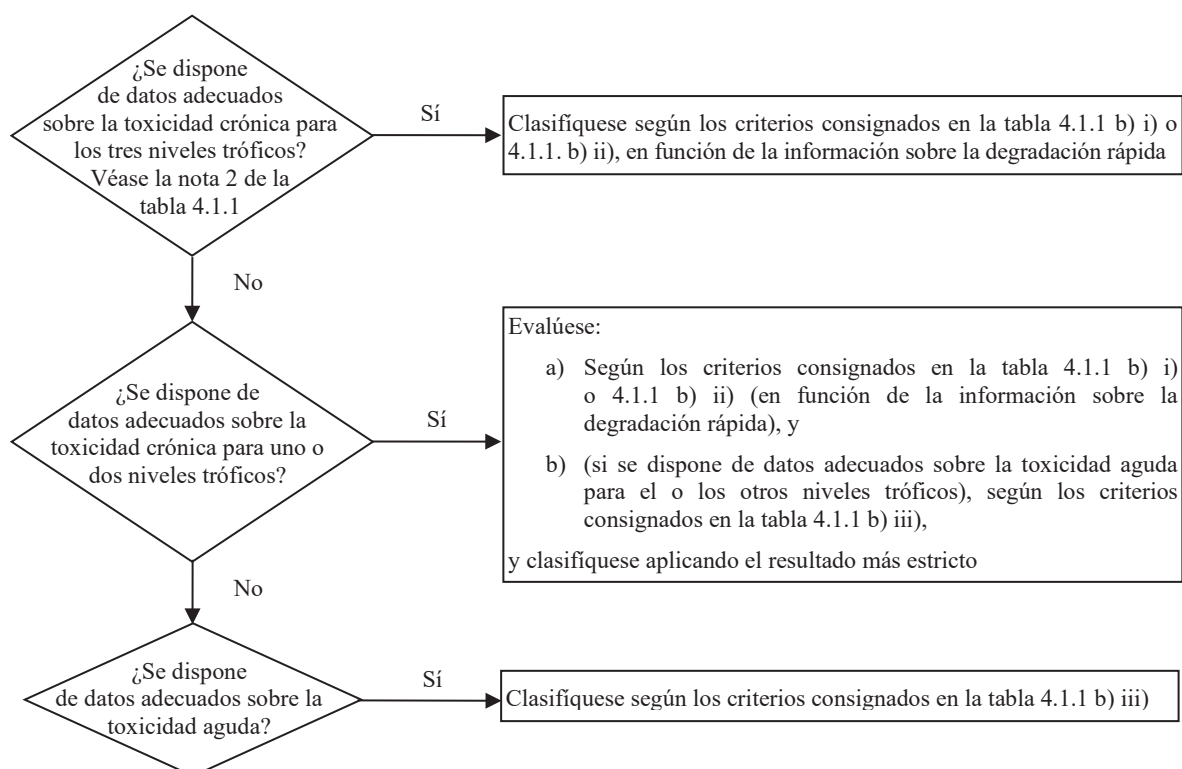 ¿Se dispone
de datos adecuados
sobre la toxicidad crónica para
los tres niveles tróficos?
Véase la nota 2 de la
tabla 4.1.1
Sí
Clasifíquese según los criterios consignados en la tabla 4.1.1 b) i) o
4.1.1. b) ii), en función de la información sobre la degradación rápida
No
¿Se dispone de
datos adecuados sobre la
toxicidad crónica para uno o
dos niveles tróficos?
Sí
Evalúese:
a) Según los criterios consignados en la tabla 4.1.1 b) i)
o 4.1.1 b) ii) (en función de la información sobre la
degradación rápida), y
b) (si se dispone de datos adecuados sobre la toxicidad aguda
para el o los otros niveles tróficos), según los criterios
consignados en la tabla 4.1.1 b) iii),
y clasifíquese aplicando el resultado más estricto
No
¿Se dispone
de datos adecuados sobre la
toxicidad aguda?
Sí
Clasifíquese según los criterios consignados en la tabla 4.1.1 b) iii)